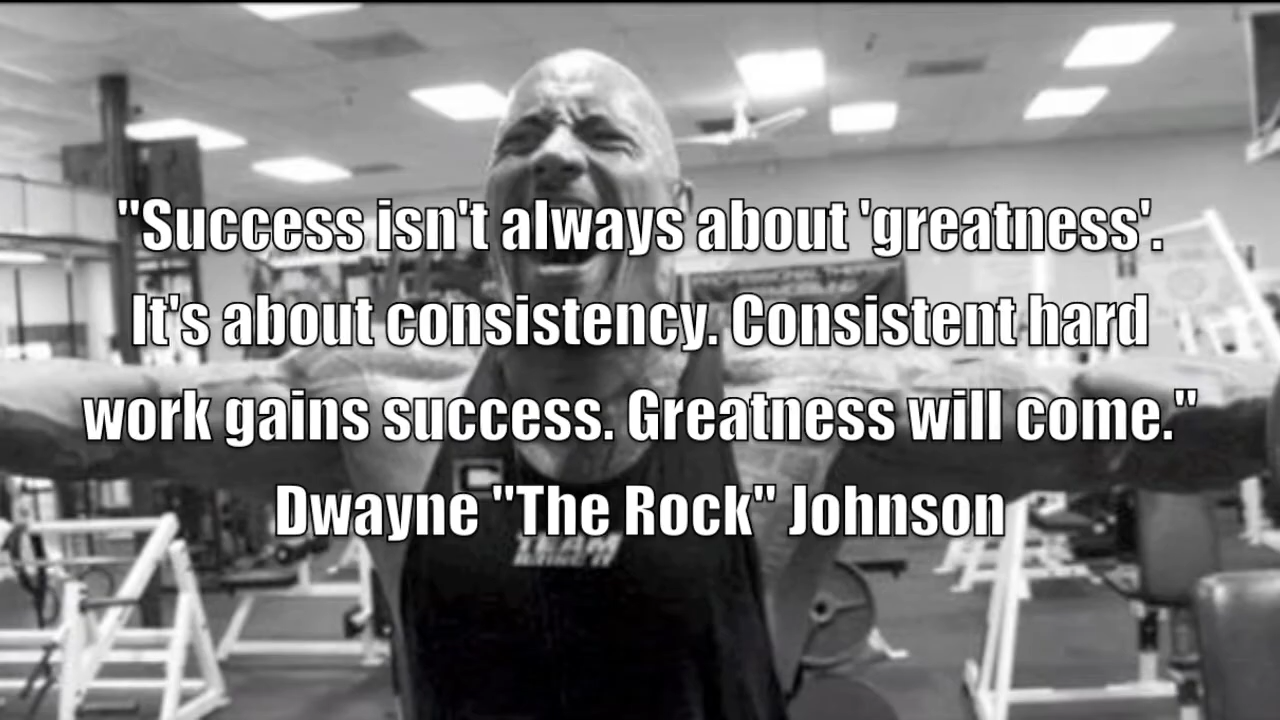 "Success isn't always about 'greatness'.
It's about consistency. Consistent hard
work gains success. Greatness will come."
Dwayne "The Rock" Johnson